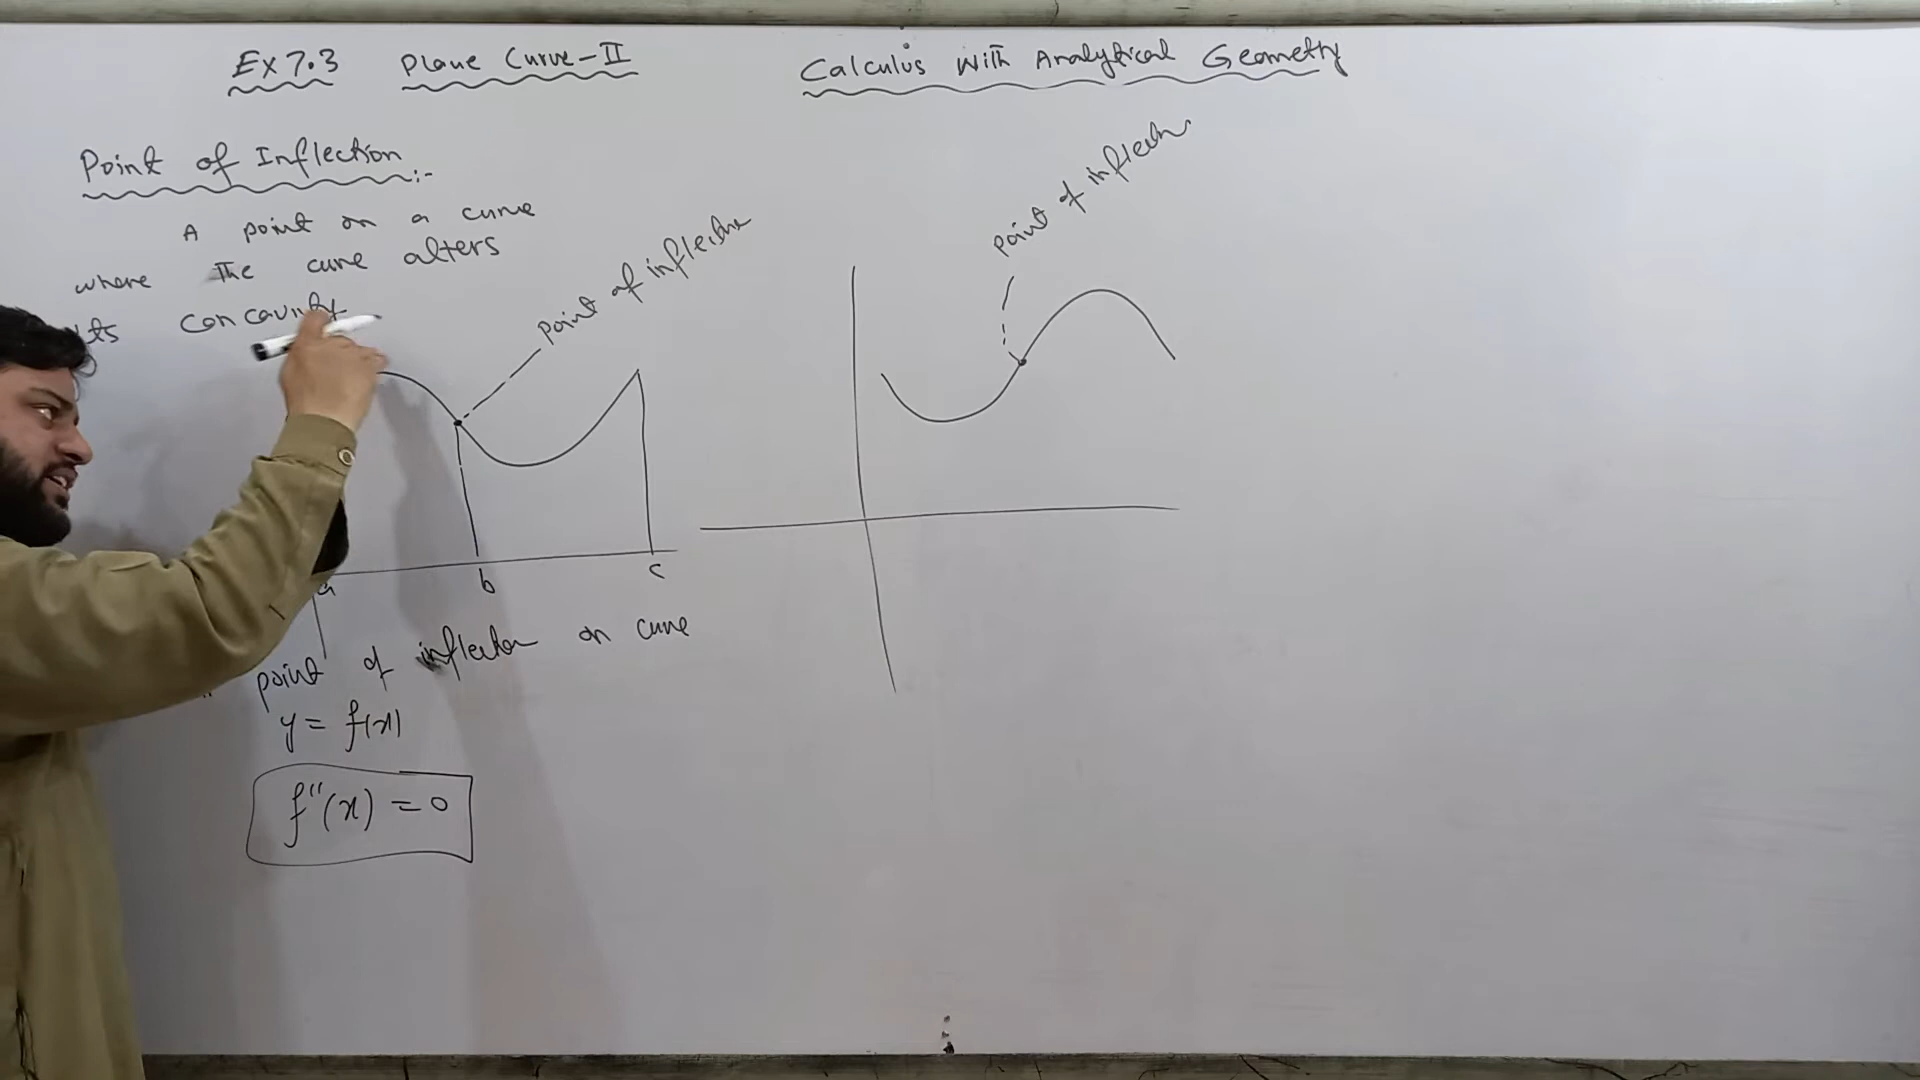 Ex 7.3 Plane Curve-II Calculus with Analytical Geometry
Point of Inflection :-
A point on a curve
where The curve alters
its concavity
point of inflection
point of inflection
a b c
point of inflection on curve
y = f(x)
f''(x) = 0